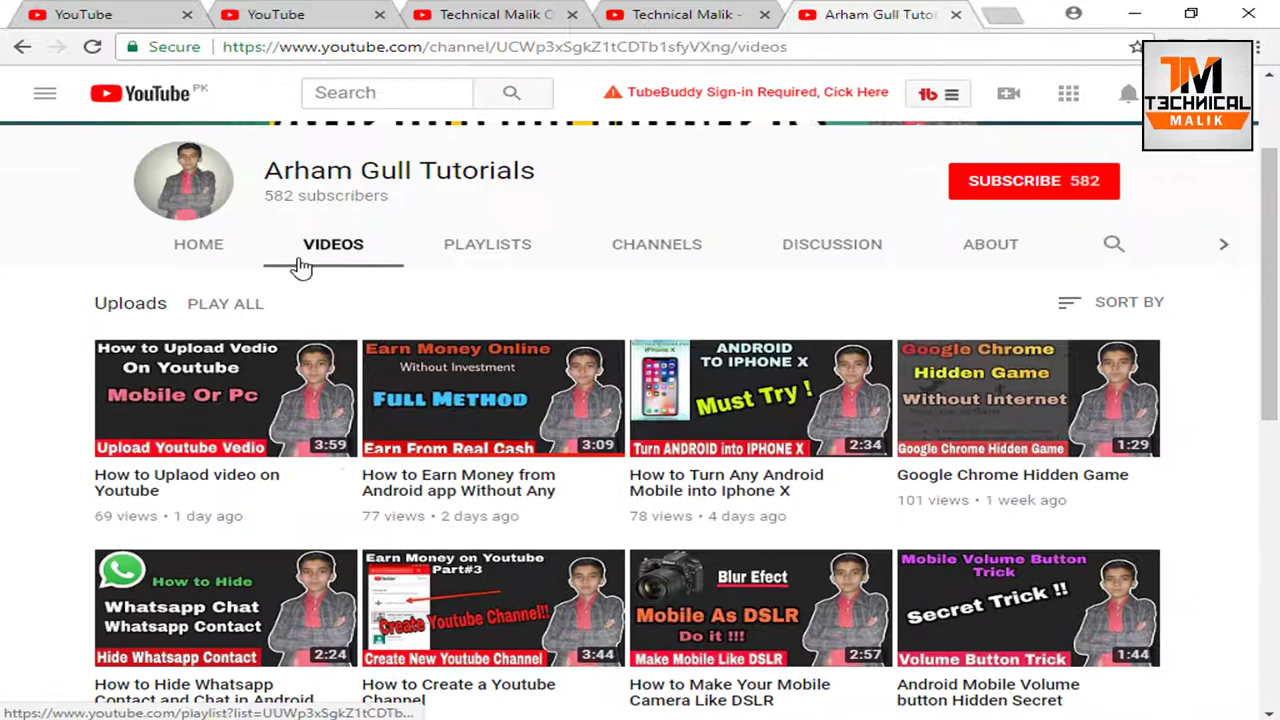 YouTube
YouTube
Technical Malik C
Technical Malik -
Arham Gull Tutor
Secure
https://www.youtube.com/channel/UCWp3xSgkZ1tCDTb1sfyVXng/videos
YouTube PK
Search
TubeBuddy Sign-in Required, Cick Here
tb
TM
T3CHNICAL
MALIK
Arham Gull Tutorials
582 subscribers
SUBSCRIBE 582
HOME
VIDEOS
PLAYLISTS
CHANNELS
DISCUSSION
ABOUT
Uploads
PLAY ALL
SORT BY
How to Upload Vedio
On Youtube
Mobile Or Pc
Upload Youtube Vedio
3:59
Earn Money Online
Without Investment
Full Method
Earn From Real Cash
3:09
iPhone X
ANDROID
TO IPHONE X
Must Try !
Turn ANDROID into IPHONE X
2:34
Google Chrome
Hidden Game
Without Internet
Google Chrome Hidden Game
1:29
How to Uplaod video on
Youtube
69 views • 1 day ago
How to Earn Money from
Android app Without Any
77 views • 2 days ago
How to Turn Any Android
Mobile into Iphone X
78 views • 4 days ago
Google Chrome Hidden Game
101 views • 1 week ago
How to Hide
Whatsapp Chat
Whatsapp Contact
Hide Whatsapp Contact
2:24
Earn Money on Youtube
Part#3
Create Youtube Channel!!
Create New Youtube Channel
3:44
Blur Efect
Mobile As DSLR
Do it !!!
Make Mobile Like DSLR
2:57
Mobile Volume Button
Trick
Secret Trick !!
Volume Button Trick
1:44
How to Hide Whatsapp
Contact and Chat in Android
How to Create a Youtube
Channel
How to Make Your Mobile
Camera Like DSLR
Android Mobile Volume
button Hidden Secret
https://www.youtube.com/playlist?list=UUWp3xSgkZ1tCDTb...